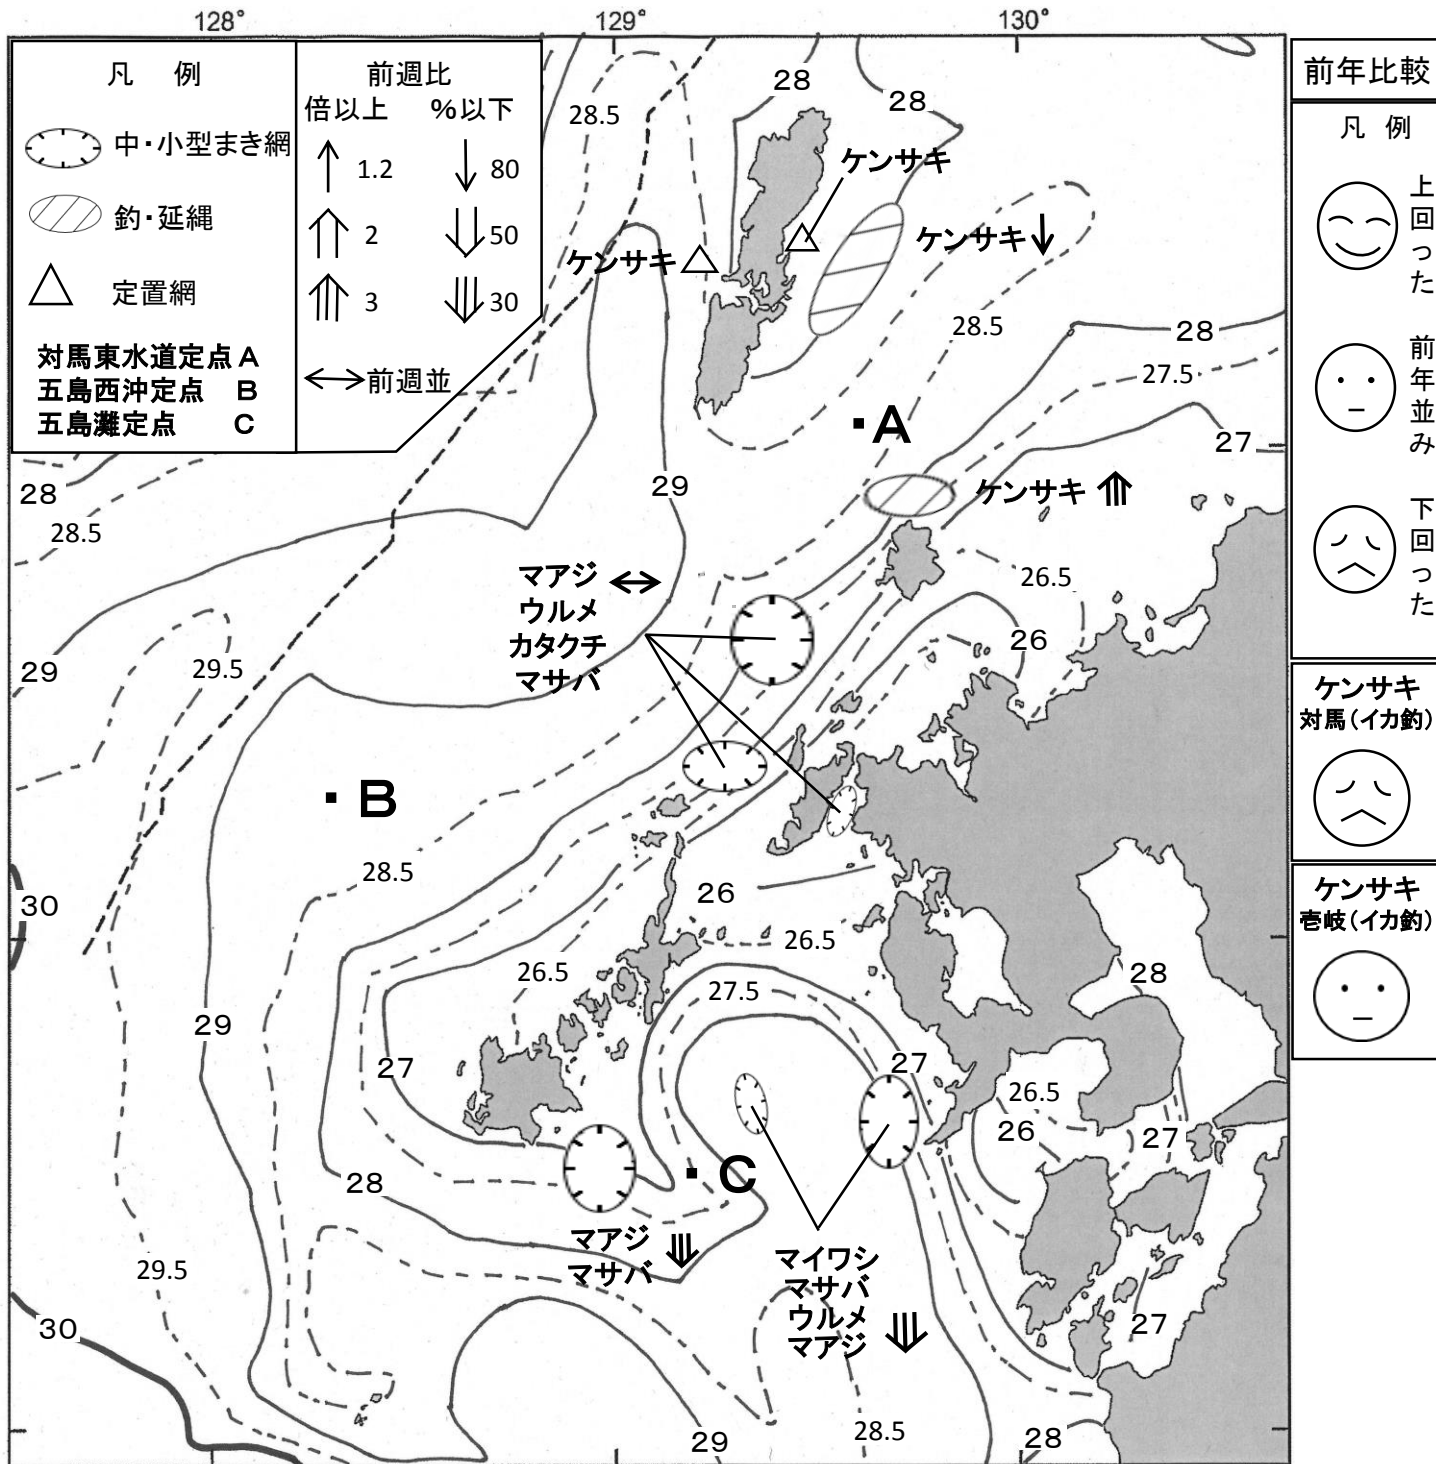 128°
129°
130°
凡 例
中・小型まき網
釣・延縄
定置網
対馬東水道定点 A
五島西沖定点 B
五島灘定点 C
前週比
倍以上 %以下
1.2 80
2 50
3 30
前週並
前年比較
凡 例
上回った
前年並み
下回った
ケンサキ
対馬(イカ釣)
ケンサキ
壱岐(イカ釣)
28
28
28.5
ケンサキ
ケンサキ
ケンサキ
28.5
28
27.5
27
A
28
28.5
29
ケンサキ
マアジ
ウルメ
カタクチ
マサバ
26.5
26
29
29.5
B
28.5
30
26
26.5
26.5
27.5
28
29
27
27
26.5
26
27
C
28
マアジ
マサバ
マイワシ
マサバ
ウルメ
マアジ
29.5
30
27
29
28.5
28